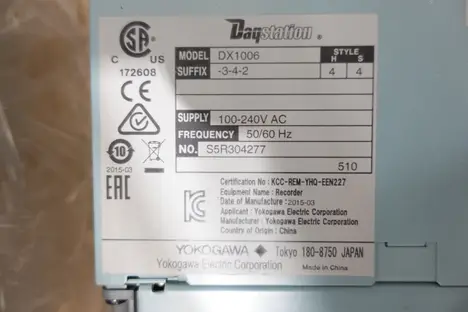 Daqstation ®
CSA ®
C US
172608
MODEL DX1006 STYLE H S
SUFFIX -3-4-2 4 4
SUPPLY 100-240V AC
FREQUENCY 50/60 Hz
NO. S5R304277
510
CE
10
2015-03
EAC
Certification No : KCC-REM-YHQ-EEN227
Equipment Name : Recorder
Date of Manufacture : 2015-03
Applicant : Yokogawa Electric Corporation
Manufacturer : Yokogawa Electric Corporation
Country of Origin : China
YOKOGAWA ◆ Tokyo 180-8750 JAPAN
Yokogawa Electric Corporation Made in China